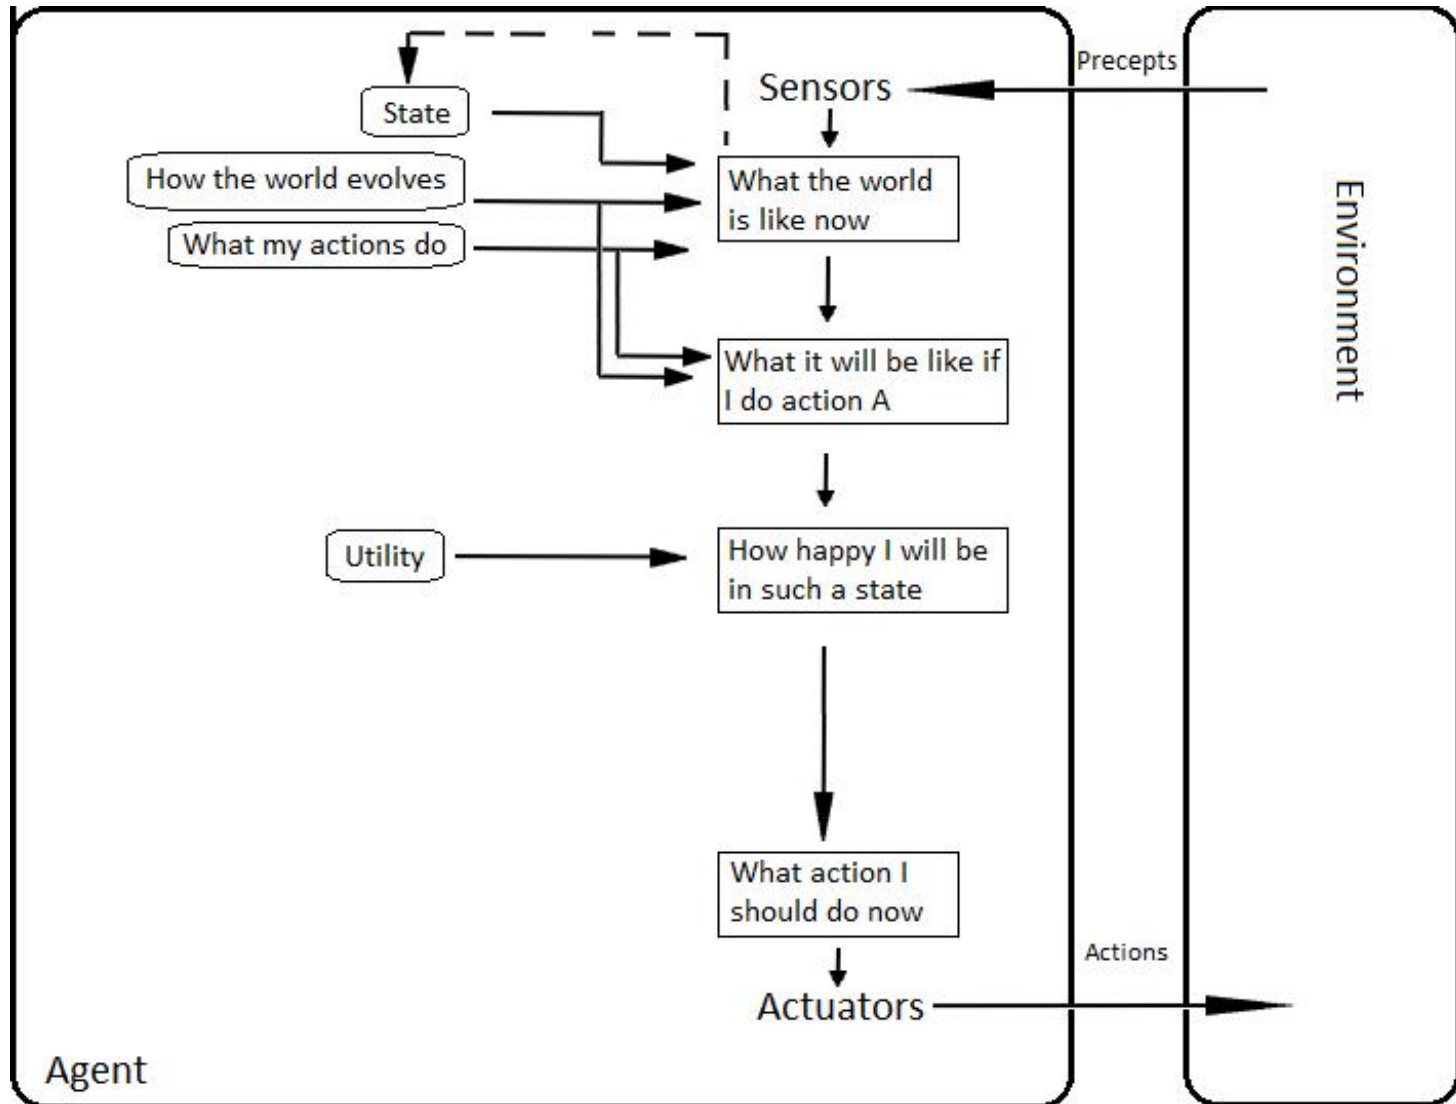 Precepts
Sensors
State
How the world evolves
What my actions do
What the world
is like now
Environment
What it will be like if
I do action A
Utility
How happy I will be
in such a state
What action I
should do now
Actions
Actuators
Agent